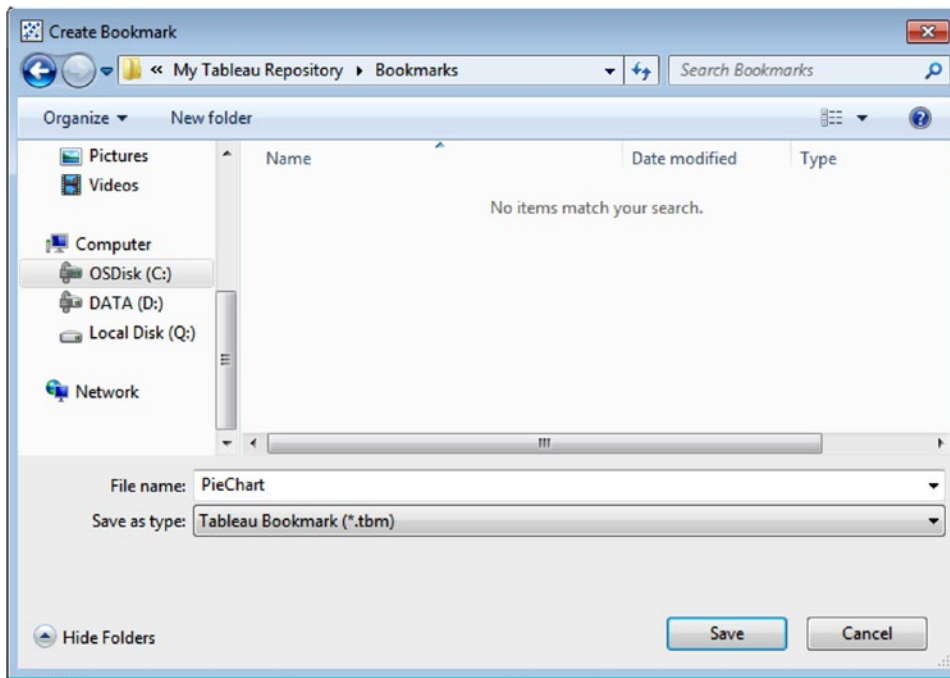 Create Bookmark
« My Tableau Repository Bookmarks Search Bookmarks
Organize New folder
Name Date modified Type
No items match your search.
Pictures
Videos
Computer
OSDisk (C:)
DATA (D:)
Local Disk (Q:)
Network
File name: PieChart
Save as type: Tableau Bookmark (*.tbm)
Hide Folders Save Cancel